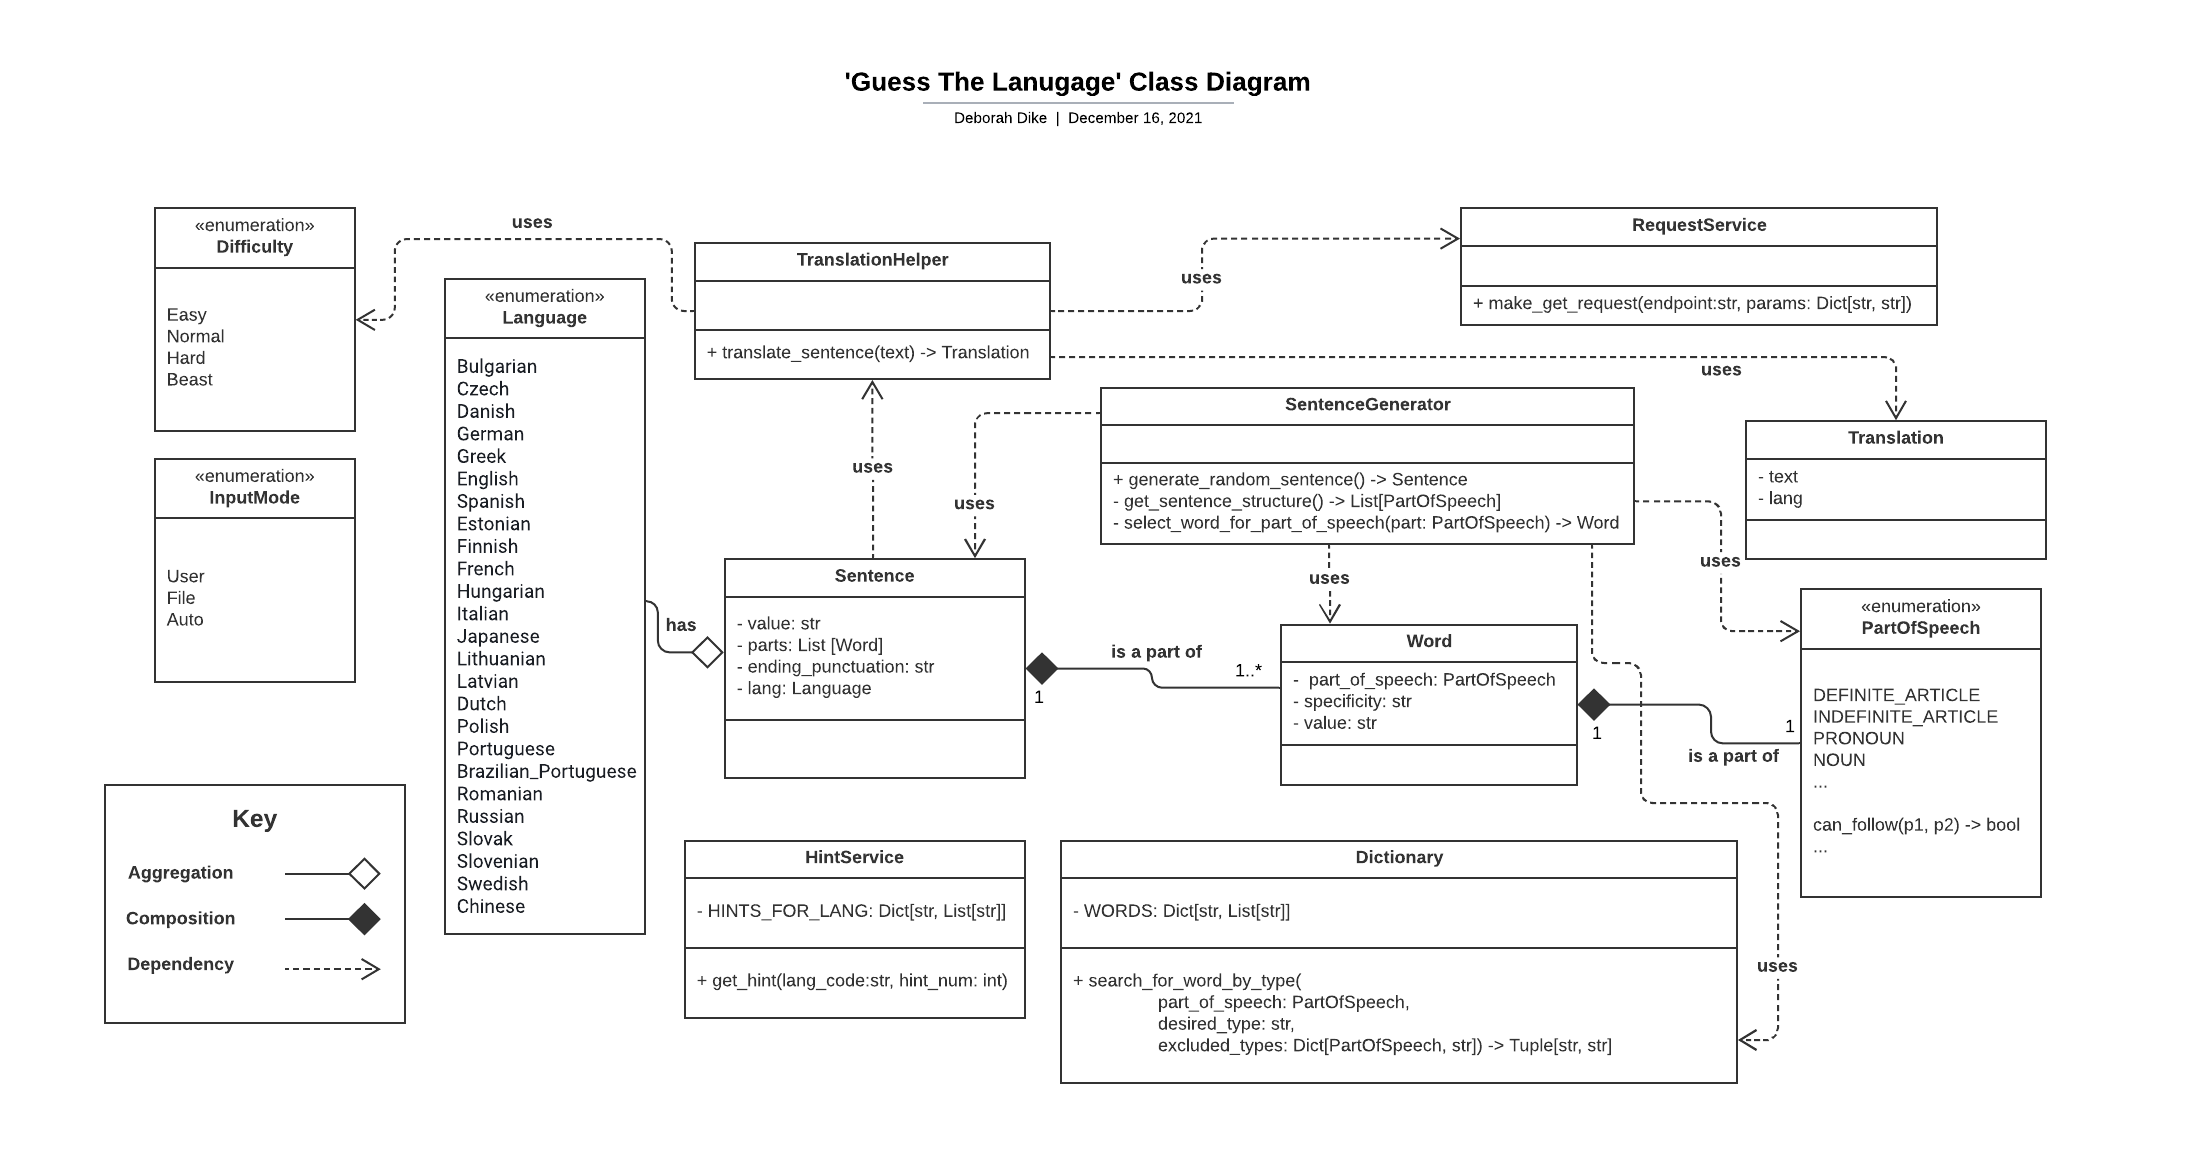 'Guess The Lanugage' Class Diagram
Deborah Dike | December 16, 2021
«enumeration»
Difficulty
Easy
Normal
Hard
Beast
uses
TranslationHelper
+ translate_sentence(text) -> Translation
uses
RequestService
+ make_get_request(endpoint:str, params: Dict[str, str])
«enumeration»
Language
Bulgarian
Czech
Danish
German
Greek
English
Spanish
Estonian
Finnish
French
Hungarian
Italian
Japanese
Lithuanian
Latvian
Dutch
Polish
Portuguese
Brazilian_Portuguese
Romanian
Russian
Slovak
Slovenian
Swedish
Chinese
uses
SentenceGenerator
+ generate_random_sentence() -> Sentence
- get_sentence_structure() -> List[PartOfSpeech]
- select_word_for_part_of_speech(part: PartOfSpeech) -> Word
Translation
- text
- lang
«enumeration»
InputMode
User
File
Auto
uses
uses
uses
uses
has
Sentence
- value: str
- parts: List [Word]
- ending_punctuation: str
- lang: Language
is a part of
1
1..*
Word
- part_of_speech: PartOfSpeech
- specificity: str
- value: str
1
1
is a part of
«enumeration»
PartOfSpeech
DEFINITE_ARTICLE
INDEFINITE_ARTICLE
PRONOUN
NOUN
...
can_follow(p1, p2) -> bool
...
Key
Aggregation
Composition
Dependency
HintService
- HINTS_FOR_LANG: Dict[str, List[str]]
+ get_hint(lang_code:str, hint_num: int)
Dictionary
- WORDS: Dict[str, List[str]]
+ search_for_word_by_type(
part_of_speech: PartOfSpeech,
desired_type: str,
excluded_types: Dict[PartOfSpeech, str]) -> Tuple[str, str]
uses